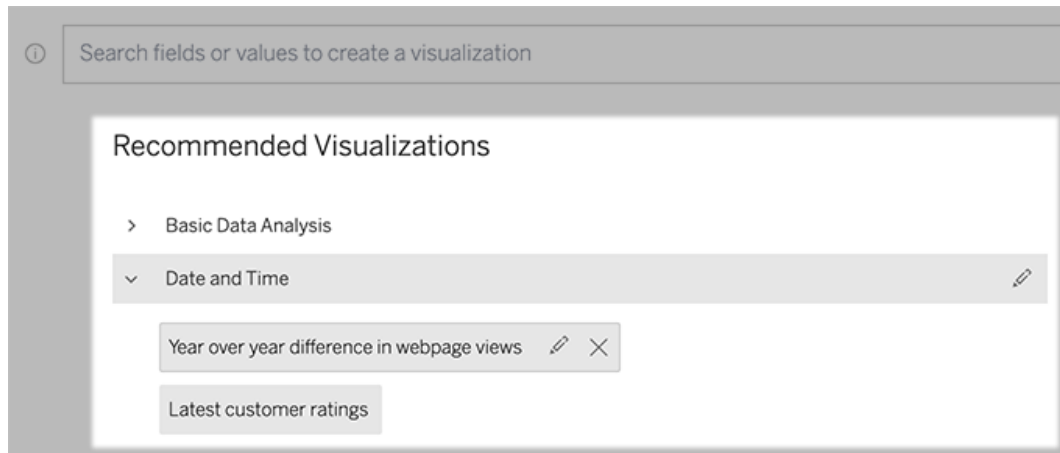 Search fields or values to create a visualization
Recommended Visualizations
Basic Data Analysis
Date and Time
Year over year difference in webpage views
Latest customer ratings